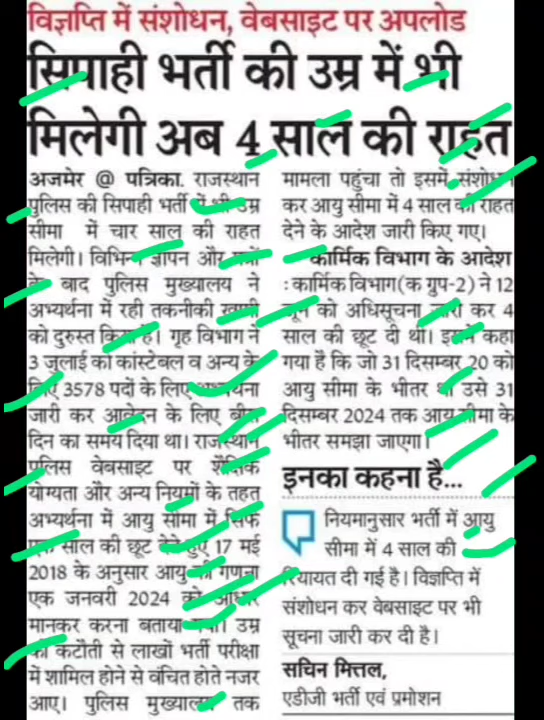 विज्ञप्ति में संशोधन, वेबसाइट पर अपलोड
सिपाही भर्ती की उम्र में भी
मिलेगी अब 4 साल की राहत
अजमेर @ पत्रिका. राजस्थान
पुलिस की सिपाही भर्ती में भी उम्र
सीमा में चार साल की राहत
मिलेगी। विभिन्न ज्ञापन और
के बाद पुलिस मुख्यालय ने
अभ्यर्थना में रही तकनीकी खामी
को दुरुस्त किया है। गृह विभाग ने
3 जुलाई को कांस्टेबल व अन्य के
लिए 3578 पदों के लिए अभ्यर्थना
जारी कर आवेदन के लिए बीस
दिन का समय दिया था। राजस्थान
पुलिस वेबसाइट पर शैक्षिक
योग्यता और अन्य नियमों के तहत
अभ्यर्थना में आयु सीमा में सिर्फ
एक साल की छूट देते हुए 17 मई
2018 के अनुसार आयु की गणना
एक जनवरी 2024 को आधार
मानकर करना बताया गया। उम्र
की कटौती से लाखों भर्ती परीक्षा
में शामिल होने से वंचित होते नजर
आए। पुलिस मुख्यालय तक
मामला पहुंचा तो इसमें संशोधन
कर आयु सीमा में 4 साल की राहत
देने के आदेश जारी किए गए।
कार्मिक विभाग के आदेश
: कार्मिक विभाग(क ग्रुप-2) ने 12
जून को अधिसूचना जारी कर 4
साल की छूट दी थी। इसमें कहा
गया है कि जो 31 दिसम्बर 20 को
आयु सीमा के भीतर था उसे 31
दिसम्बर 2024 तक आयु सीमा के
भीतर समझा जाएगा।
इनका कहना है...
नियमानुसार भर्ती में आयु
सीमा में 4 साल की
रियायत दी गई है। विज्ञप्ति में
संशोधन कर वेबसाइट पर भी
सूचना जारी कर दी है।
सचिन मित्तल,
एडीजी भर्ती एवं प्रमोशन